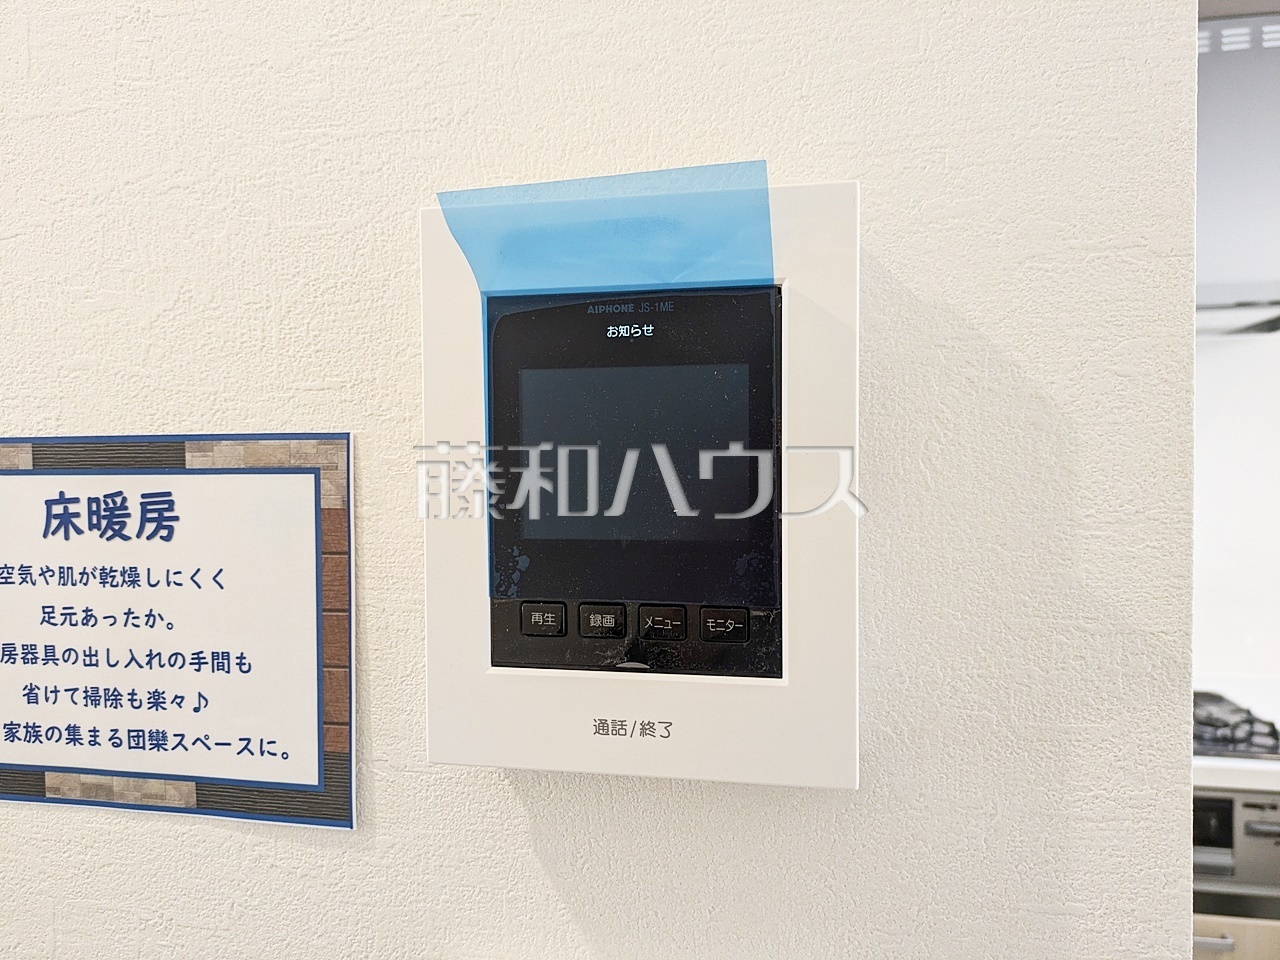 AIPHONE JS-1ME
お知らせ
藤和ハウス
再生 録画 メニュー モニター
通話/終了
床暖房
空気や肌が乾燥しにくく
足元あったか。
房器具の出し入れの手間も
省けて掃除も楽々♪
家族の集まる団欒スペースに。